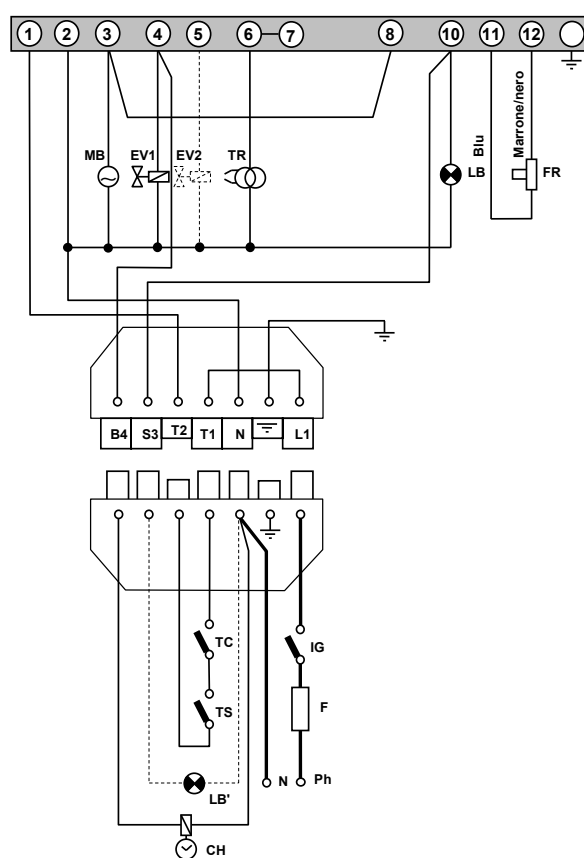 1 2 3 4 5 6 7 8 10 11 12
Blu
Marrone/nero
MB EV1 EV2 TR LB FR
B4 S3 T2 T1 N L1
TC
IG
TS
F
LB'
N
Ph
CH